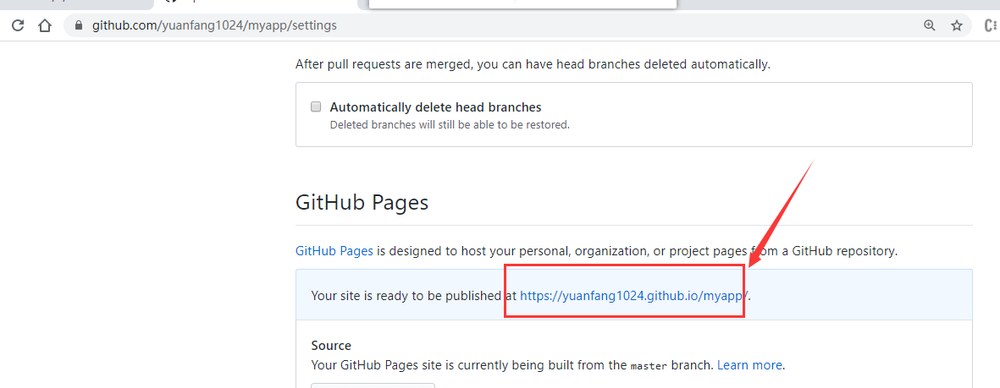 github.com/yuanfang1024/myapp/settings
After pull requests are merged, you can have head branches deleted automatically.
Automatically delete head branches
Deleted branches will still be able to be restored.
GitHub Pages
GitHub Pages is designed to host your personal, organization, or project pages from a GitHub repository.
Your site is ready to be published at https://yuanfang1024.github.io/myapp/.
Source
Your GitHub Pages site is currently being built from the master branch. Learn more.